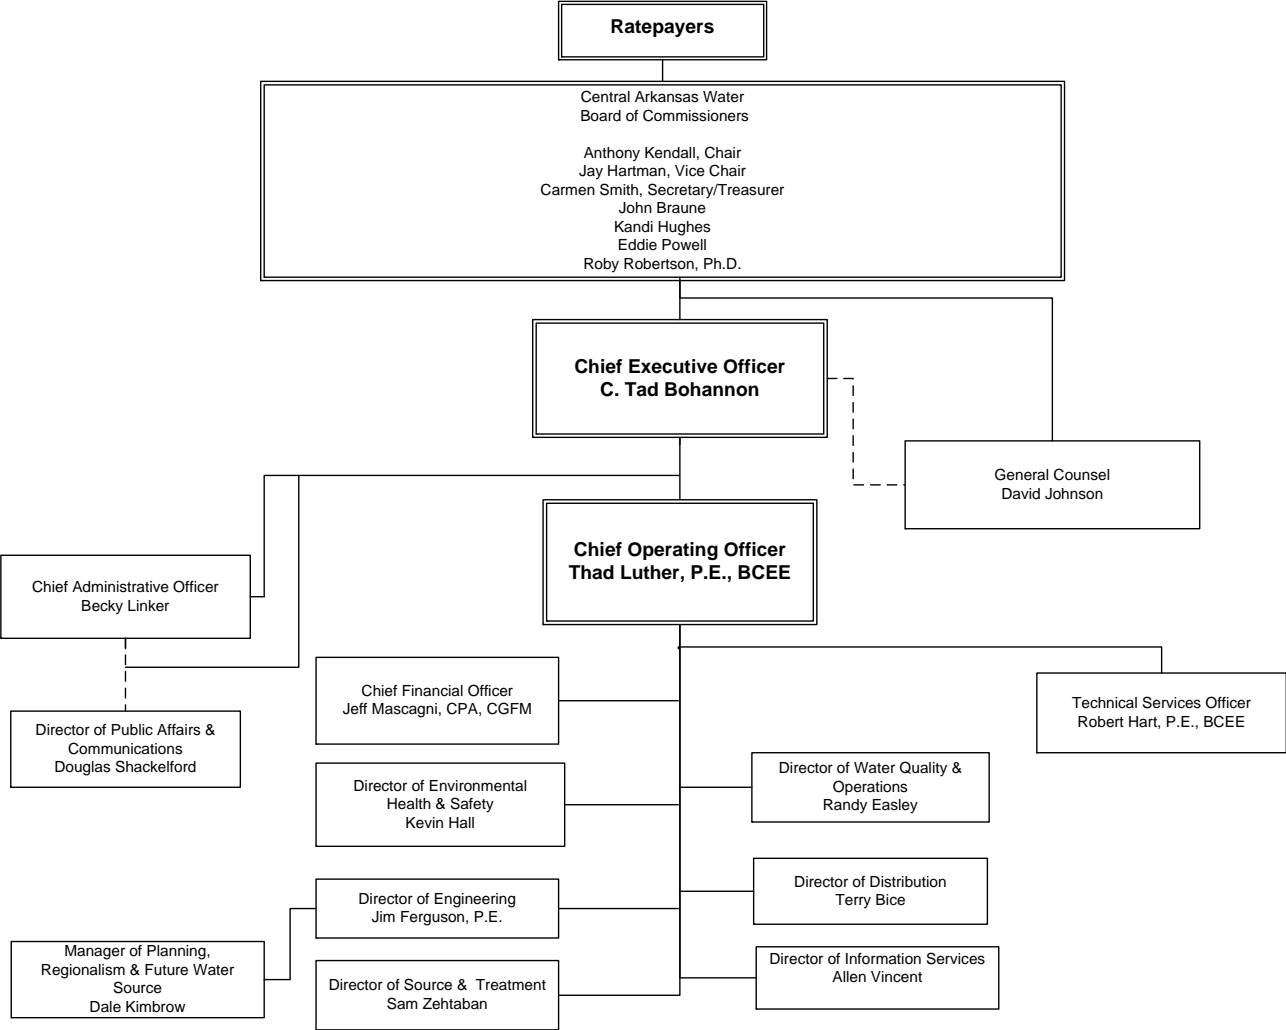 Ratepayers
Central Arkansas Water
Board of Commissioners
Anthony Kendall, Chair
Jay Hartman, Vice Chair
Carmen Smith, Secretary/Treasurer
John Braune
Kandi Hughes
Eddie Powell
Roby Robertson, Ph.D.
Chief Executive Officer
C. Tad Bohannon
General Counsel
David Johnson
Chief Operating Officer
Thad Luther, P.E., BCEE
Chief Administrative Officer
Becky Linker
Director of Public Affairs &
Communications
Douglas Shackelford
Chief Financial Officer
Jeff Mascagni, CPA, CGFM
Technical Services Officer
Robert Hart, P.E., BCEE
Director of Environmental
Health & Safety
Kevin Hall
Director of Water Quality &
Operations
Randy Easley
Director of Engineering
Jim Ferguson, P.E.
Director of Distribution
Terry Bice
Manager of Planning,
Regionalism & Future Water
Source
Dale Kimbrow
Director of Source &  Treatment
Sam Zehtaban
Director of Information Services
Allen Vincent